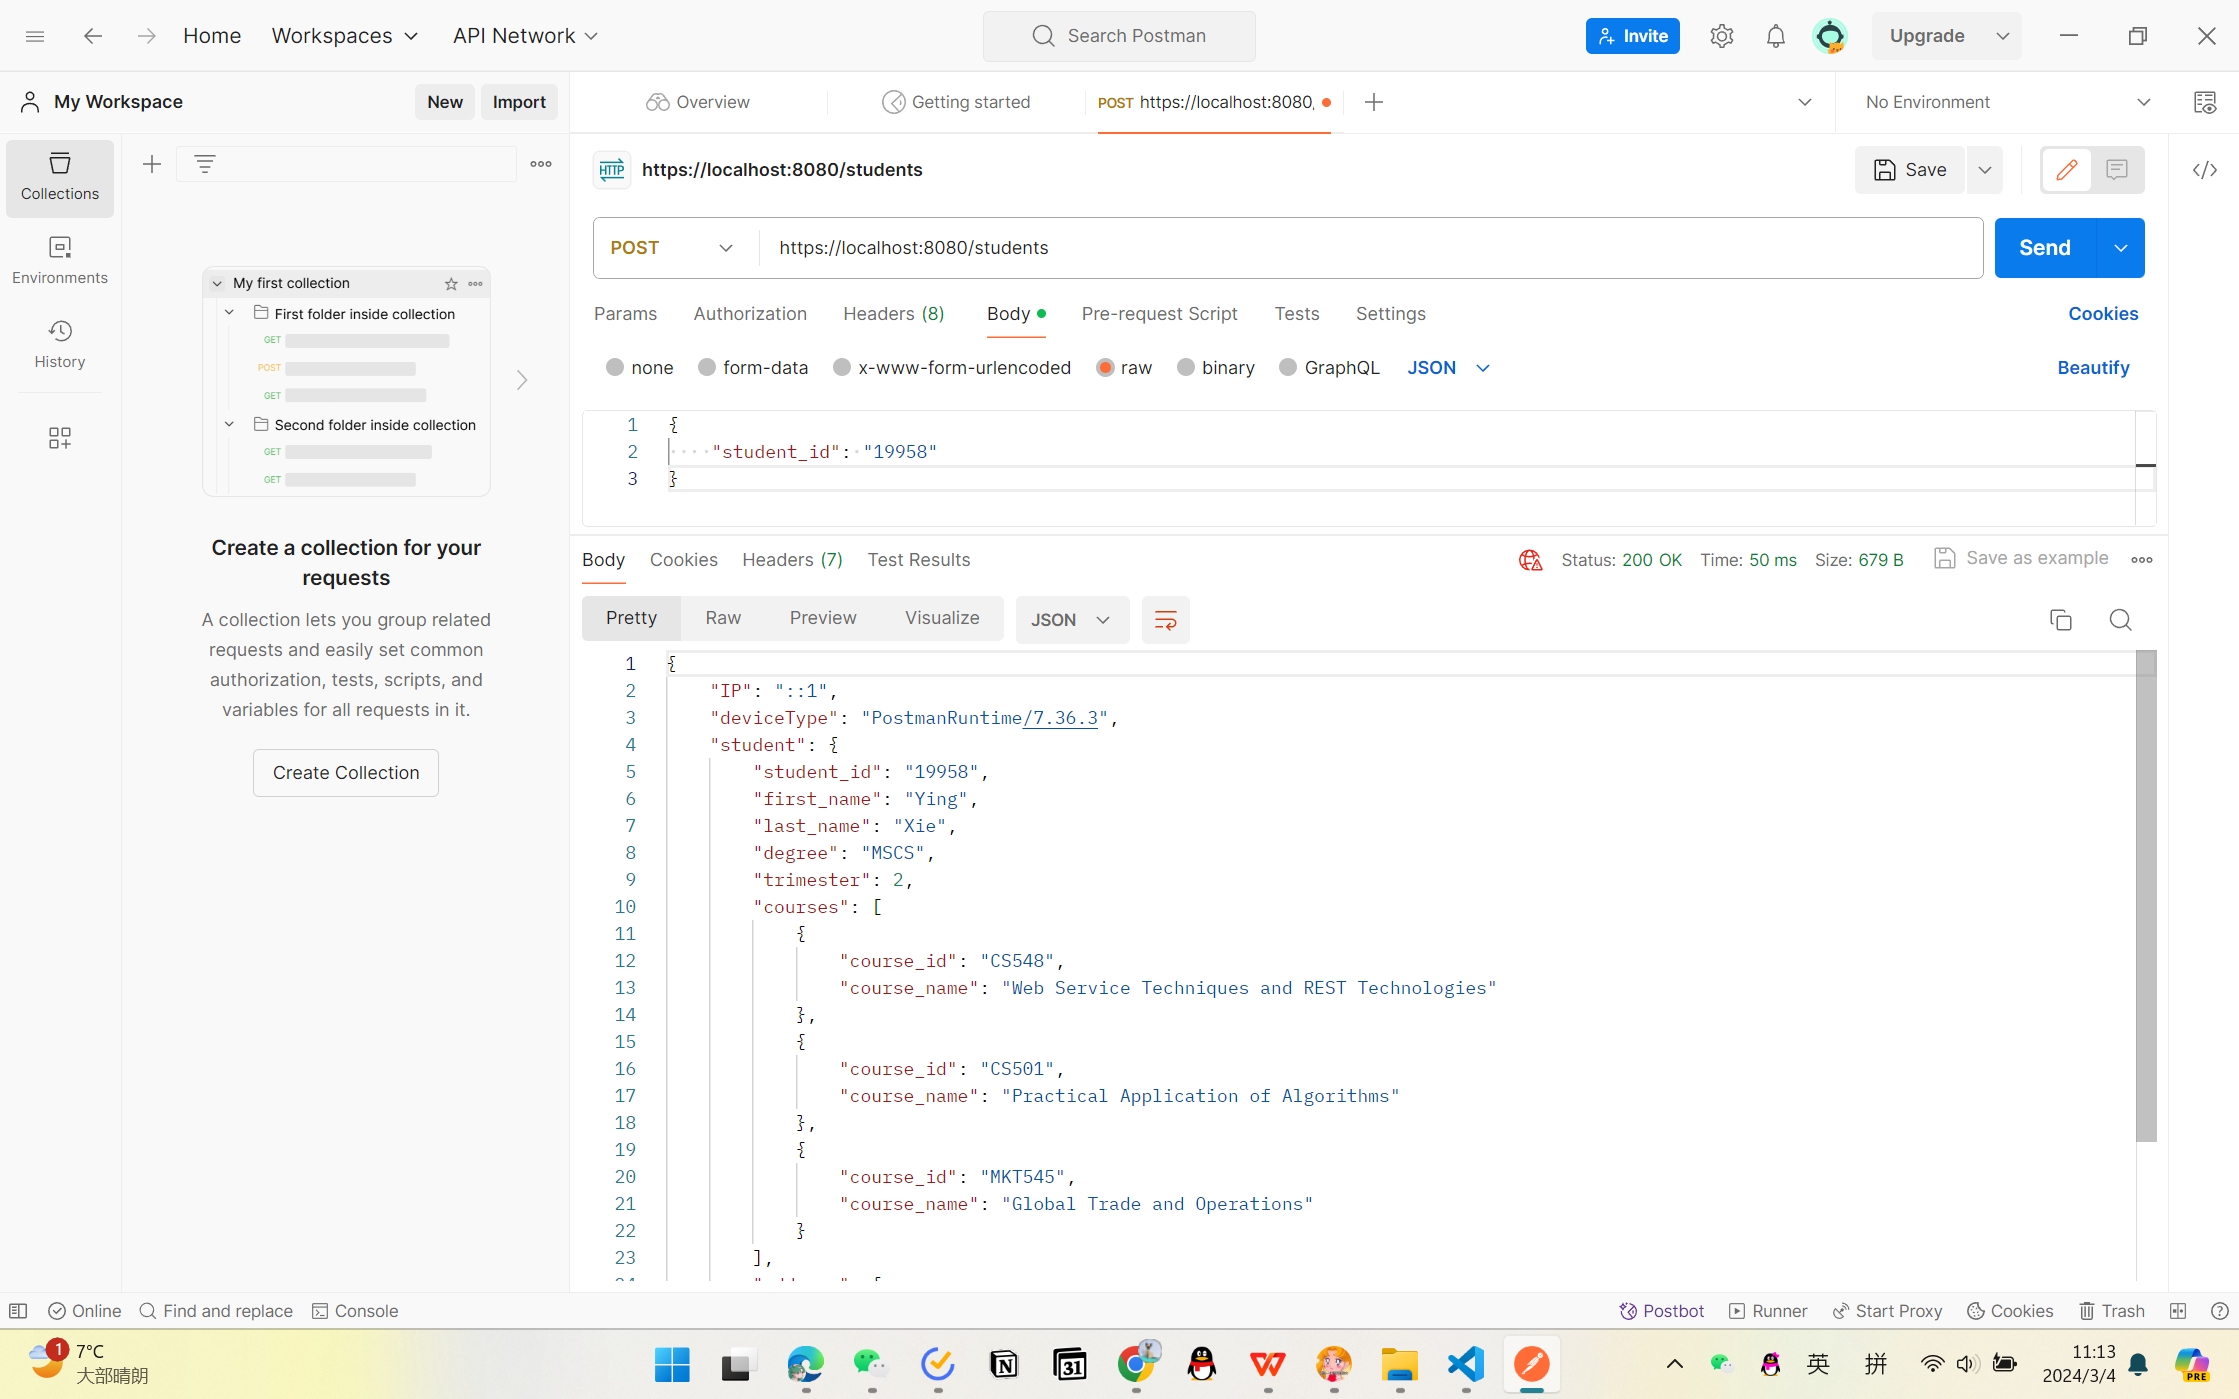 Home Workspaces API Network Search Postman Invite Upgrade
My Workspace New Import Overview Getting started POST https://localhost:8080, No Environment
Collections
Environments
History
My first collection
First folder inside collection
GET
POST
GET
Second folder inside collection
GET
GET
Create a collection for your
requests
A collection lets you group related
requests and easily set common
authorization, tests, scripts, and
variables for all requests in it.
Create Collection
HTTP https://localhost:8080/students Save
POST https://localhost:8080/students Send
Params Authorization Headers (8) Body Pre-request Script Tests Settings Cookies
none form-data x-www-form-urlencoded raw binary GraphQL JSON Beautify
1 {
2 ····"student_id":·"19958"
3 }
Body Cookies Headers (7) Test Results Status: 200 OK Time: 50 ms Size: 679 B Save as example
Pretty Raw Preview Visualize JSON
1 {
2 "IP": "::1",
3 "deviceType": "PostmanRuntime/7.36.3",
4 "student": {
5 "student_id": "19958",
6 "first_name": "Ying",
7 "last_name": "Xie",
8 "degree": "MSCS",
9 "trimester": 2,
10 "courses": [
11 {
12 "course_id": "CS548",
13 "course_name": "Web Service Techniques and REST Technologies"
14 },
15 {
16 "course_id": "CS501",
17 "course_name": "Practical Application of Algorithms"
18 },
19 {
20 "course_id": "MKT545",
21 "course_name": "Global Trade and Operations"
22 }
23 ],
Online Find and replace Console Postbot Runner Start Proxy Cookies Trash
1 7°C
大部晴朗
N 31 英 拼 PRE
11:13
2024/3/4